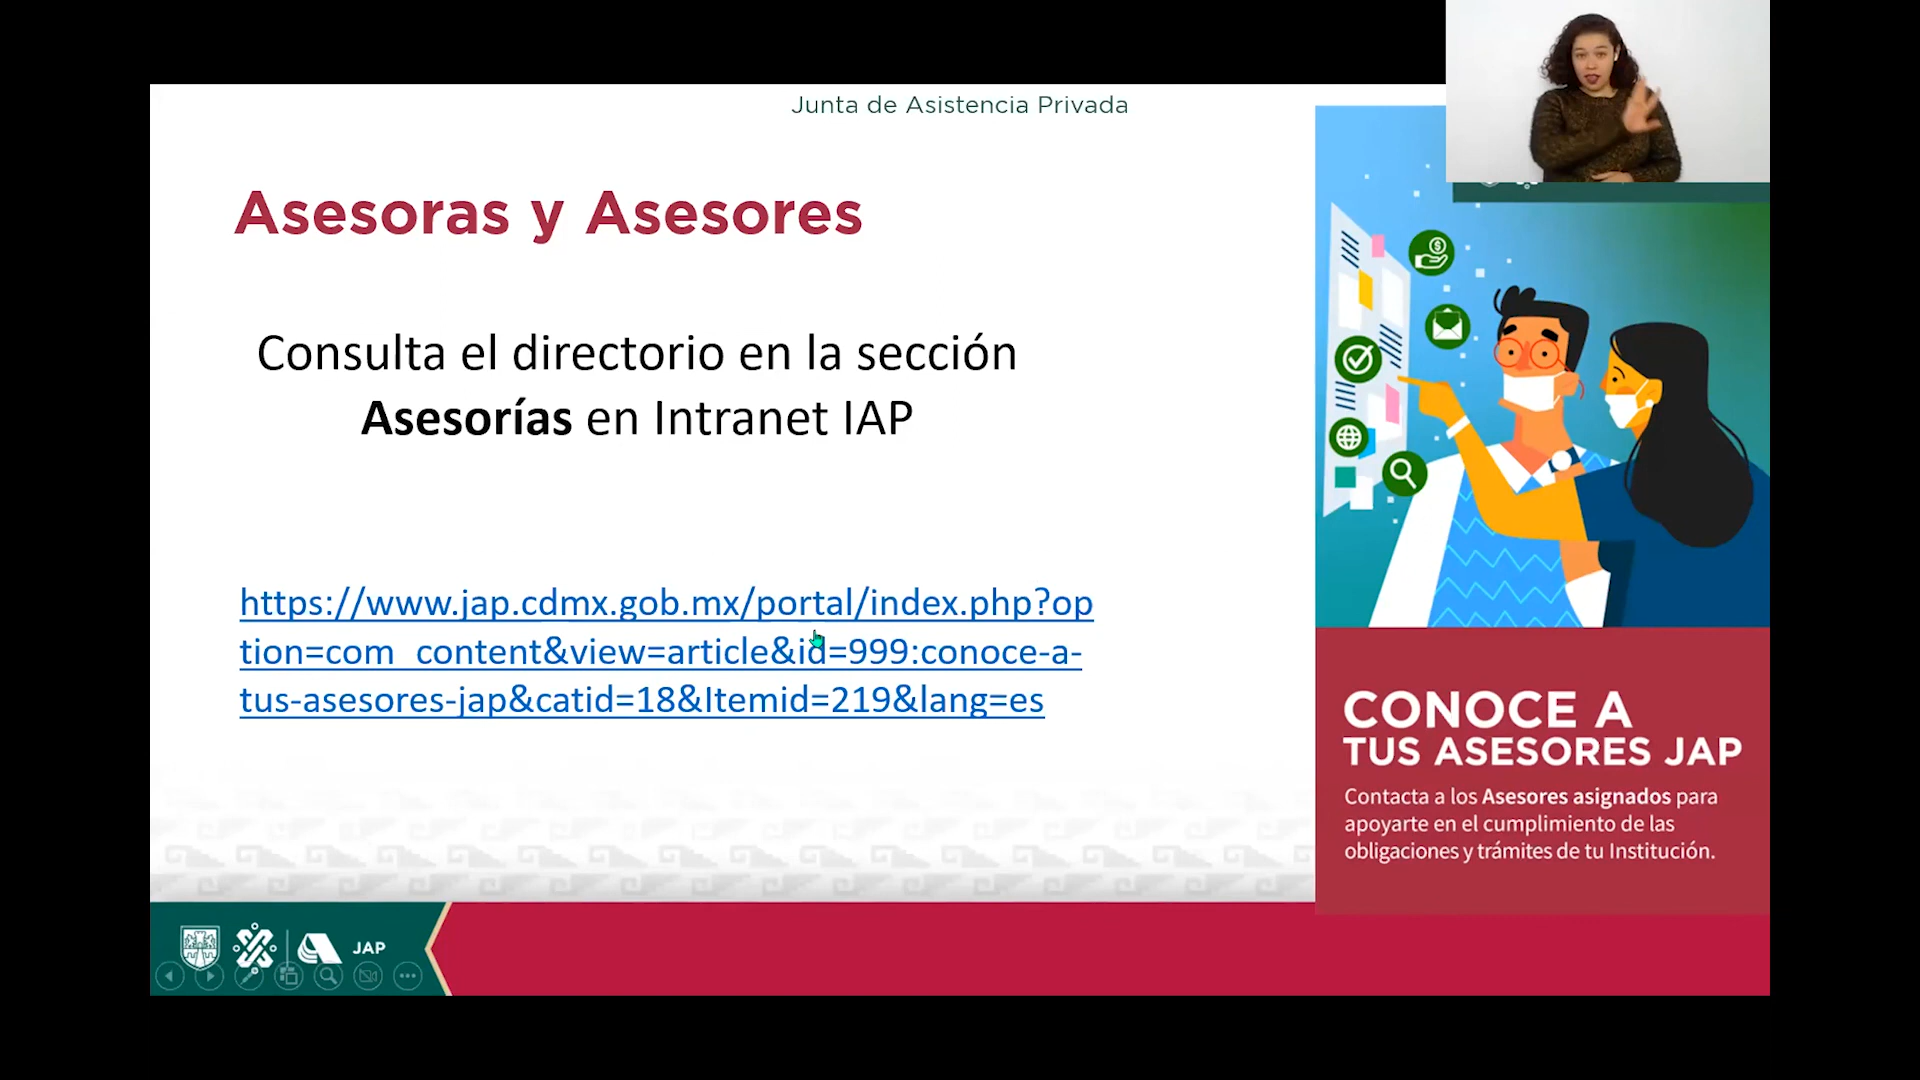 Junta de Asistencia Privada
Asesoras y Asesores
Consulta el directorio en la sección
Asesorías en Intranet IAP
https://www.jap.cdmx.gob.mx/portal/index.php?op
tion=com_content&view=article&id=999:conoce-a-
tus-asesores-jap&catid=18&Itemid=219&lang=es
CONOCE A
TUS ASESORES JAP
Contacta a los Asesores asignados para
apoyarte en el cumplimiento de las
obligaciones y trámites de tu Institución.
JAP